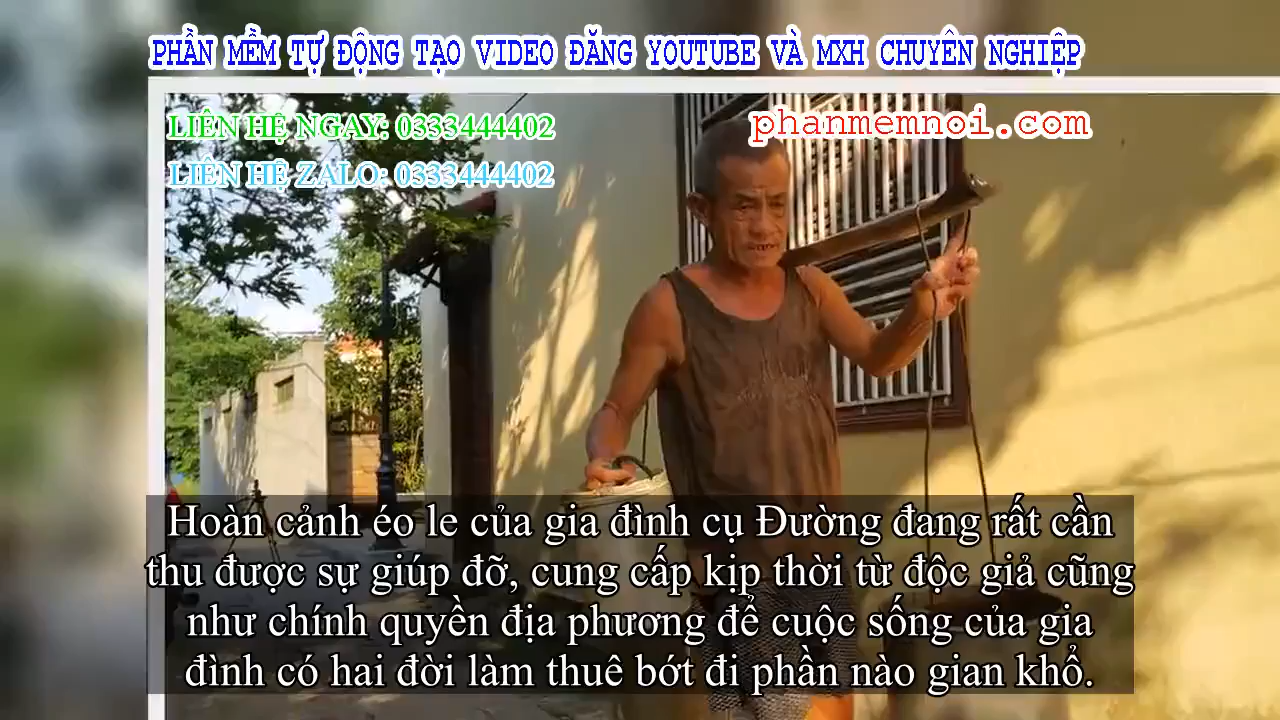 PHẦN MỀM TỰ ĐỘNG TẠO VIDEO ĐĂNG YOUTUBE VÀ MXH CHUYÊN NGHIỆP
LIÊN HỆ NGAY: 0333444402
phanmemnoi.com
LIÊN HỆ ZALO: 0333444402
Hoàn cảnh éo le của gia đình cụ Đường đang rất cần
thu được sự giúp đỡ, cung cấp kịp thời từ độc giả cũng
như chính quyền địa phương để cuộc sống của gia
đình có hai đời làm thuê bớt đi phần nào gian khổ.